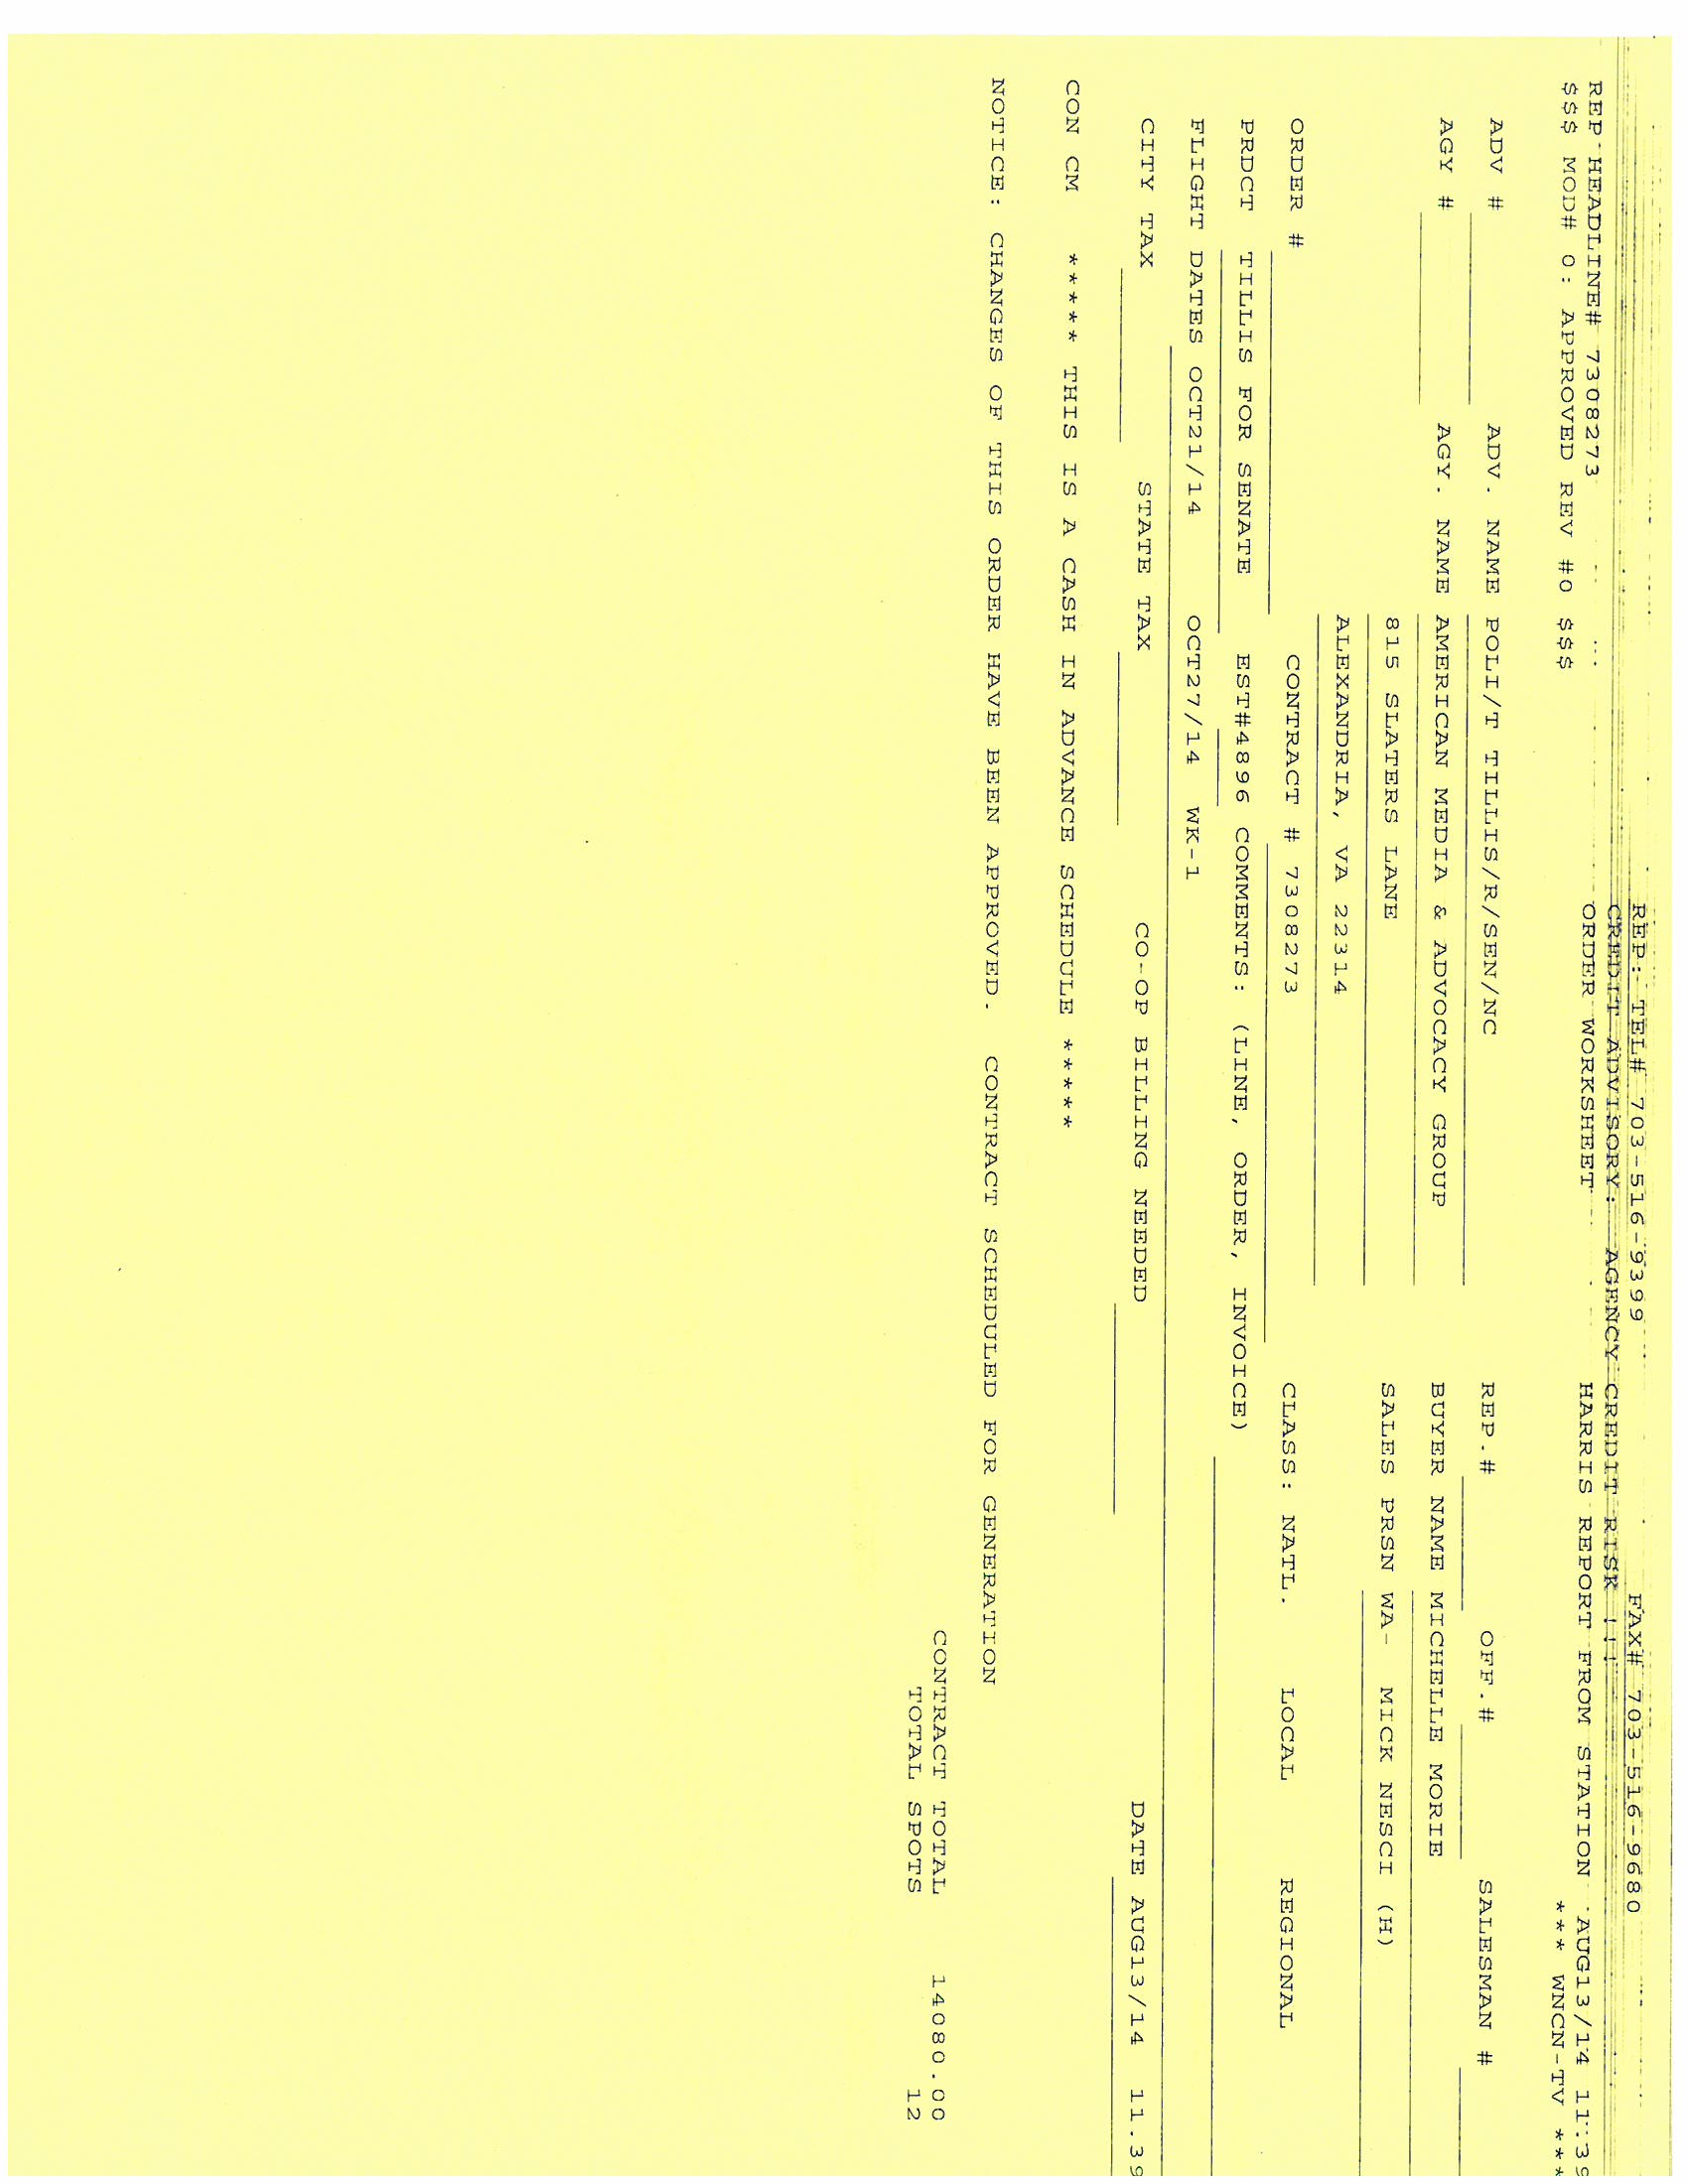 REP: TEL# 703-516-9399 FAX# 703-516-9680
CREDIT ADVISORY: AGENCY CREDIT RISK !!!
REP HEADLINE# 7308273 ORDER WORKSHEET HARRIS REPORT FROM STATION AUG13/14 11:39
$$$ MOD# 0: APPROVED REV #0 $$$ *** WNCN-TV ***
ADV # ADV. NAME POLI/T TILLIS/R/SEN/NC REP.# OFF.# SALESMAN #
AGY # AGY. NAME AMERICAN MEDIA & ADVOCACY GROUP BUYER NAME MICHELLE MORIE
815 SLATERS LANE SALES PRSN WA- MICK NESCI (H)
ALEXANDRIA, VA 22314
ORDER # CONTRACT # 7308273 CLASS: NATL. LOCAL REGIONAL
PRDCT TILLIS FOR SENATE EST#4896 COMMENTS: (LINE, ORDER, INVOICE)
FLIGHT DATES OCT21/14 OCT27/14 WK-1
CITY TAX STATE TAX CO-OP BILLING NEEDED DATE AUG13/14 11.39
CON CM ***** THIS IS A CASH IN ADVANCE SCHEDULE *****
NOTICE: CHANGES OF THIS ORDER HAVE BEEN APPROVED. CONTRACT SCHEDULED FOR GENERATION
CONTRACT TOTAL 14080.00
TOTAL SPOTS 12